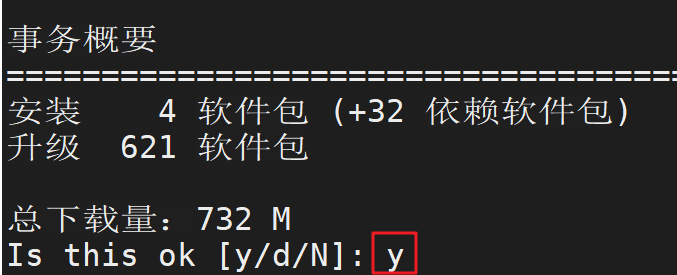 事务概要
====================================
安装    4 软件包 (+32 依赖软件包)
升级  621 软件包
总下载量：732 M
Is this ok [y/d/N]: y